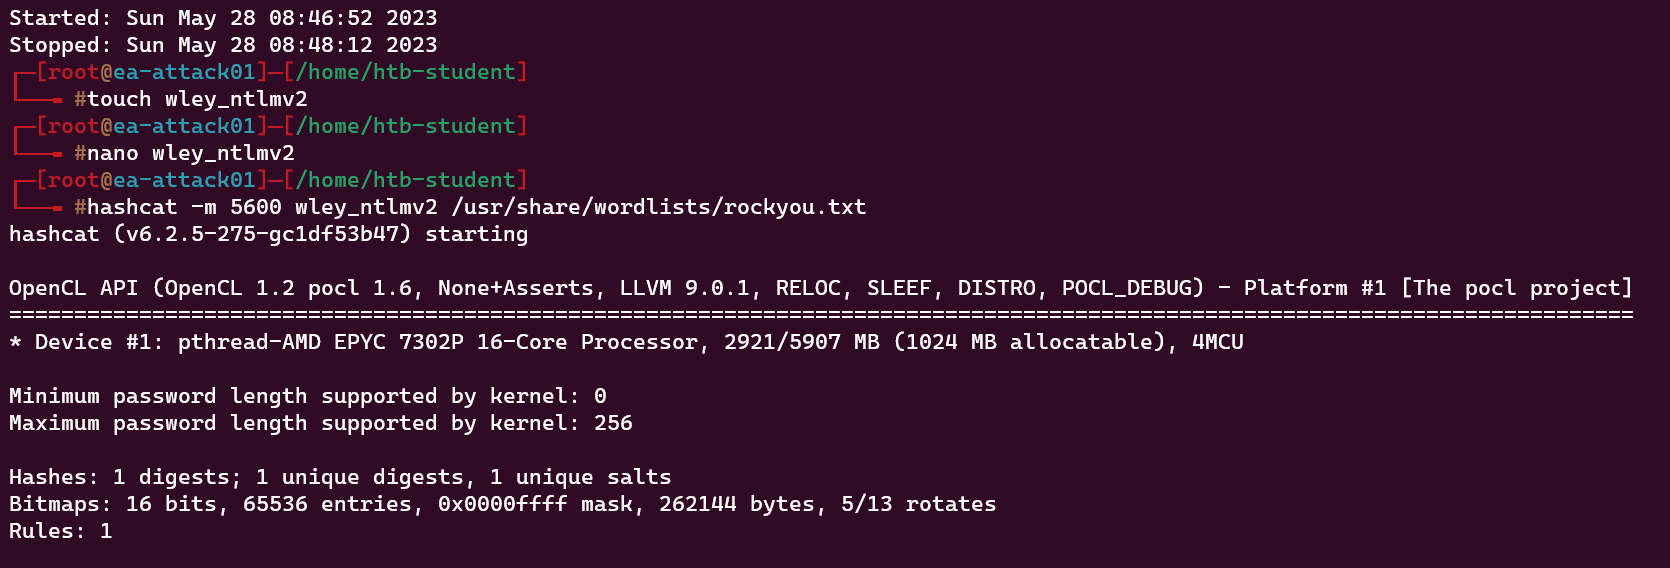 Started: Sun May 28 08:46:52 2023
Stopped: Sun May 28 08:48:12 2023
┌─[root@ea-attack01]─[/home/htb-student]
└──╼ #touch wley_ntlmv2
┌─[root@ea-attack01]─[/home/htb-student]
└──╼ #nano wley_ntlmv2
┌─[root@ea-attack01]─[/home/htb-student]
└──╼ #hashcat -m 5600 wley_ntlmv2 /usr/share/wordlists/rockyou.txt
hashcat (v6.2.5-275-gc1df53b47) starting
OpenCL API (OpenCL 1.2 pocl 1.6, None+Asserts, LLVM 9.0.1, RELOC, SLEEF, DISTRO, POCL_DEBUG) - Platform #1 [The pocl project]
=============================================================================================================================
* Device #1: pthread-AMD EPYC 7302P 16-Core Processor, 2921/5907 MB (1024 MB allocatable), 4MCU
Minimum password length supported by kernel: 0
Maximum password length supported by kernel: 256
Hashes: 1 digests; 1 unique digests, 1 unique salts
Bitmaps: 16 bits, 65536 entries, 0x0000ffff mask, 262144 bytes, 5/13 rotates
Rules: 1